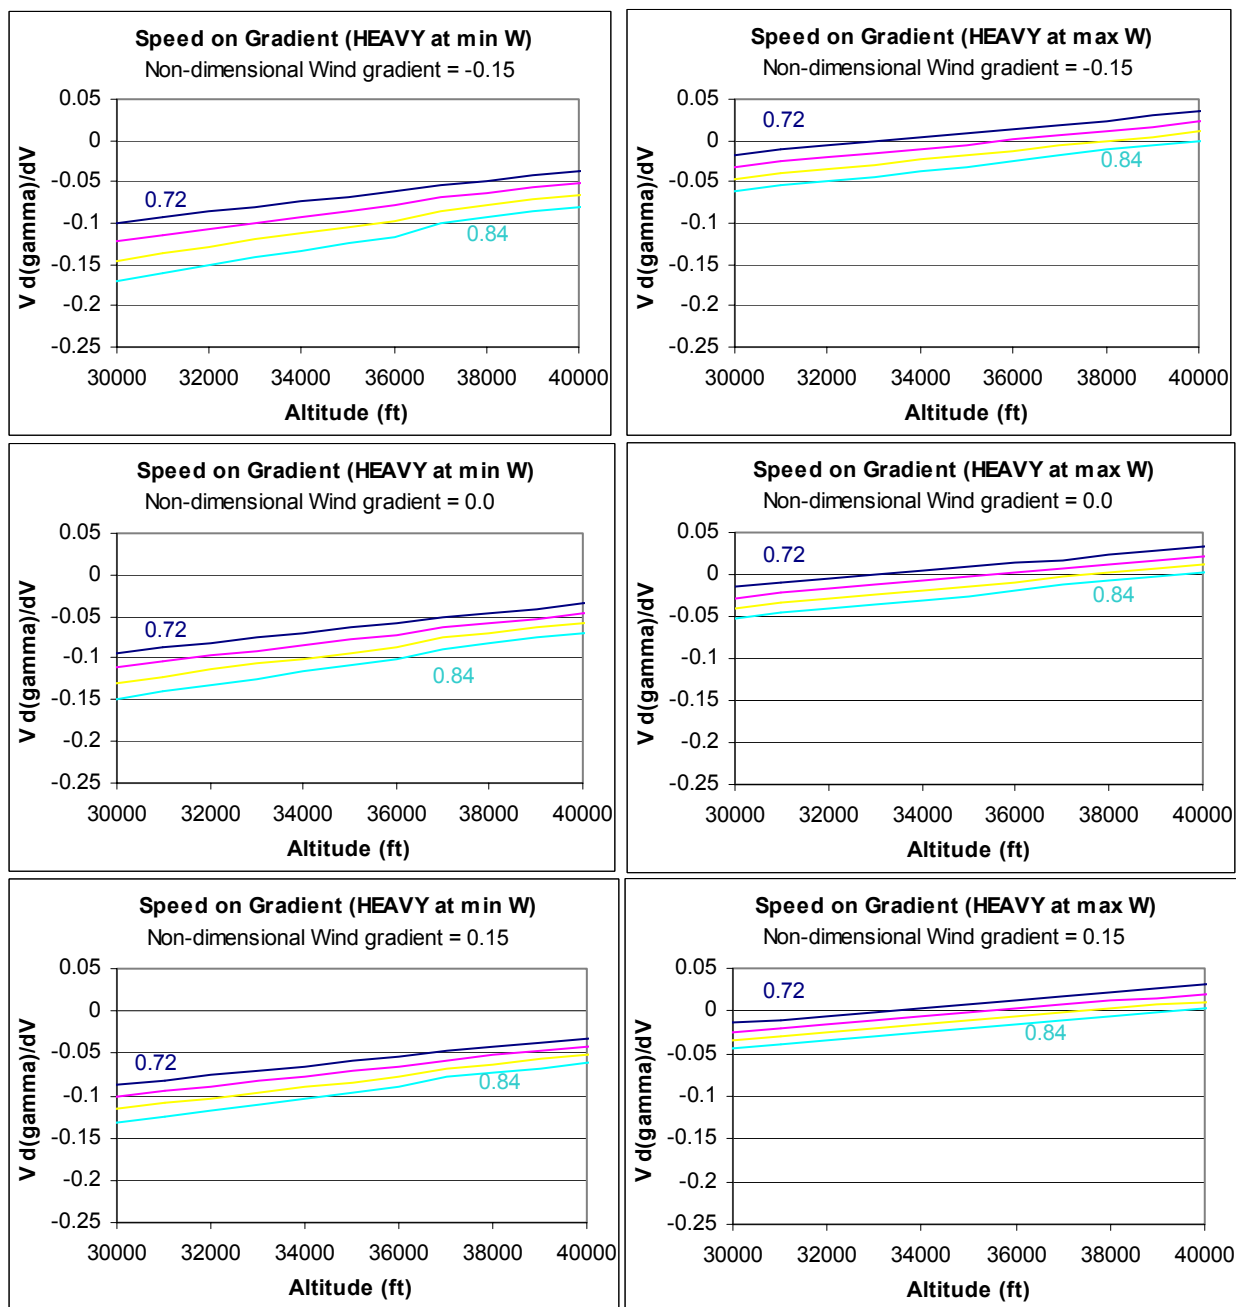 Speed on Gradient (HEAVY at min W)
Non-dimensional Wind gradient = -0.15
0.05
0
-0.05
-0.1
-0.15
-0.2
-0.25
V d(gamma)/dV
0.72
0.84
30000 32000 34000 36000 38000 40000
Altitude (ft)
Speed on Gradient (HEAVY at max W)
Non-dimensional Wind gradient = -0.15
0.05
0
-0.05
-0.1
-0.15
-0.2
-0.25
V d(gamma)/dV
0.72
0.84
30000 32000 34000 36000 38000 40000
Altitude (ft)
Speed on Gradient (HEAVY at min W)
Non-dimensional Wind gradient = 0.0
0.05
0
-0.05
-0.1
-0.15
-0.2
-0.25
V d(gamma)/dV
0.72
0.84
30000 32000 34000 36000 38000 40000
Altitude (ft)
Speed on Gradient (HEAVY at max W)
Non-dimensional Wind gradient = 0.0
0.05
0
-0.05
-0.1
-0.15
-0.2
-0.25
V d(gamma)/dV
0.72
0.84
30000 32000 34000 36000 38000 40000
Altitude (ft)
Speed on Gradient (HEAVY at min W)
Non-dimensional Wind gradient = 0.15
0.05
0
-0.05
-0.1
-0.15
-0.2
-0.25
V d(gamma)/dV
0.72
0.84
30000 32000 34000 36000 38000 40000
Altitude (ft)
Speed on Gradient (HEAVY at max W)
Non-dimensional Wind gradient = 0.15
0.05
0
-0.05
-0.1
-0.15
-0.2
-0.25
V d(gamma)/dV
0.72
0.84
30000 32000 34000 36000 38000 40000
Altitude (ft)